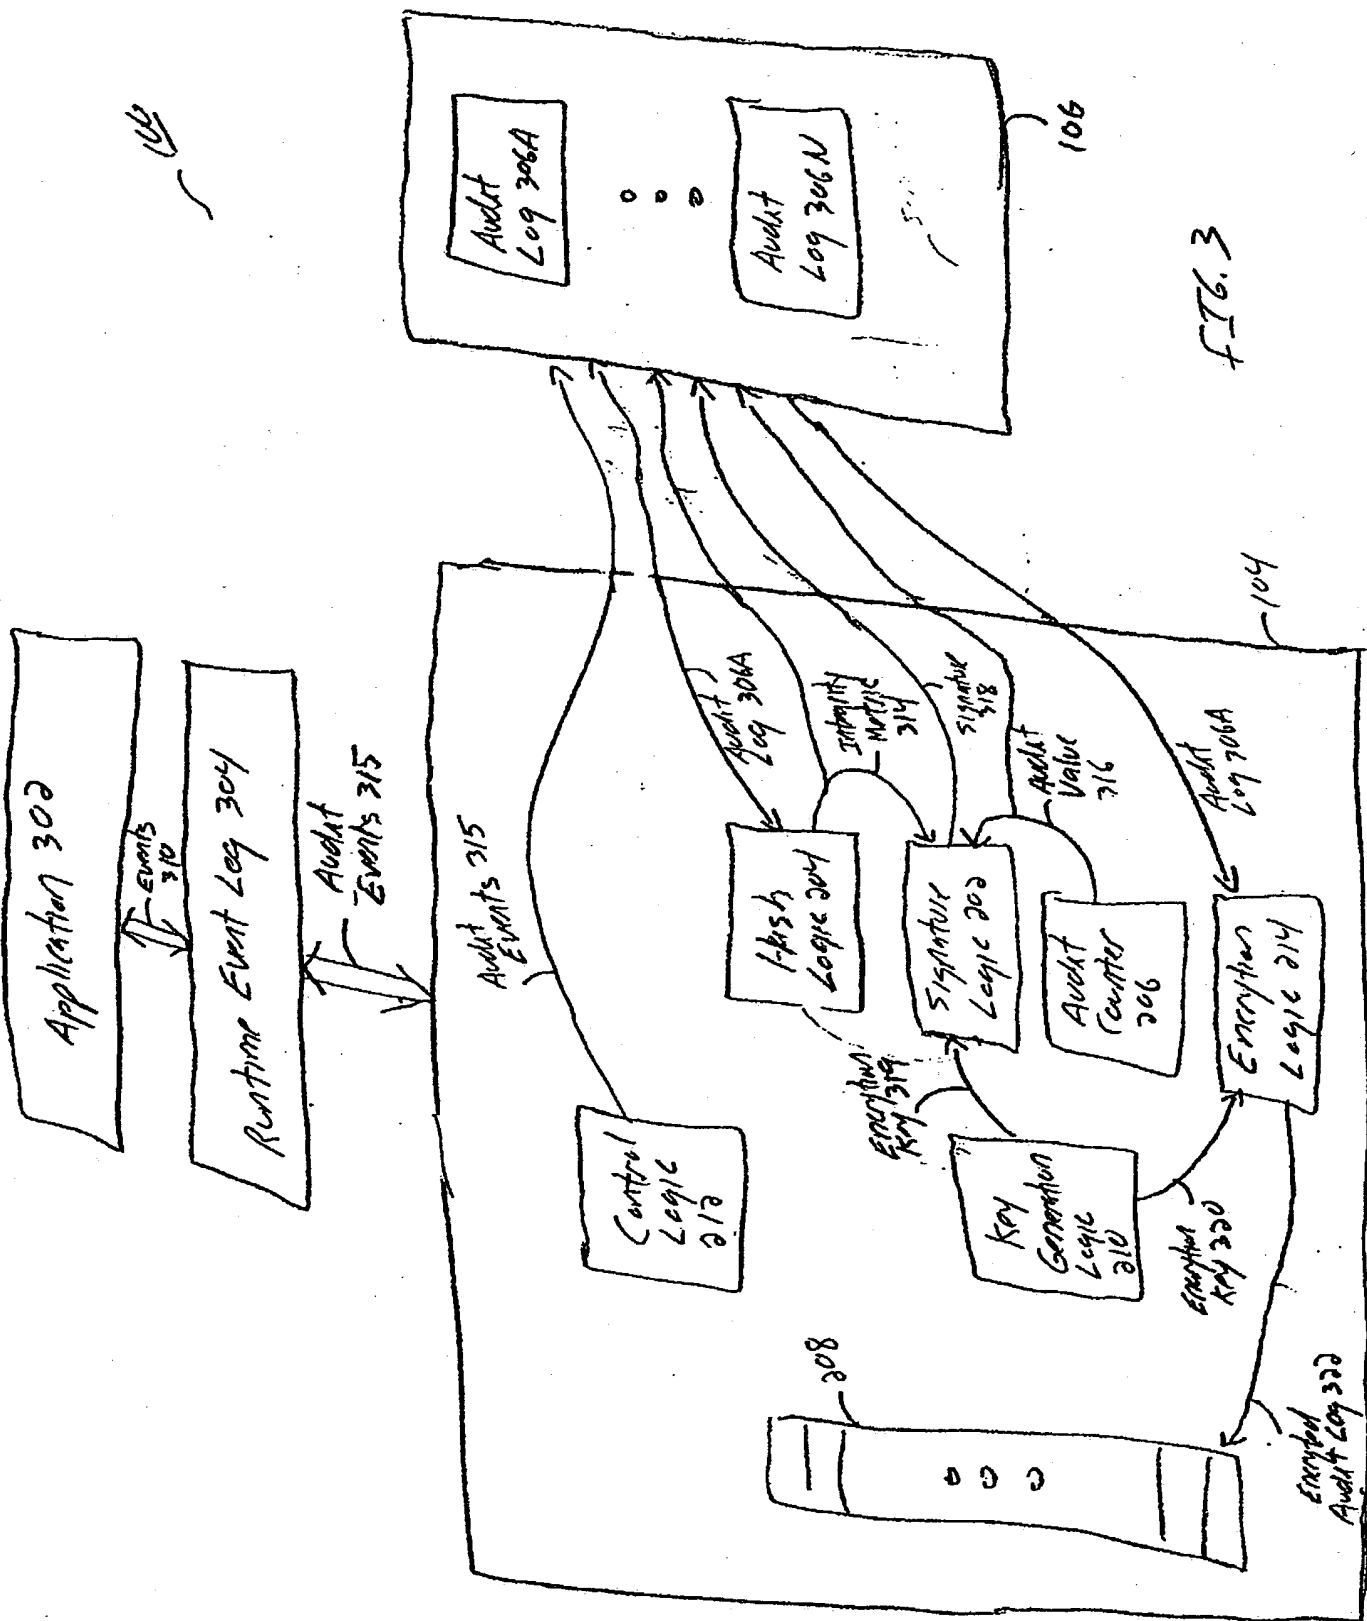 Application 302
Events
310
Runtime Event Log 304
Audit
Events 315
100
Audit
Log 306A
Audit
Log 306N
106
Audit
Events 315
Control
Logic
212
Audit
Log 306A
Hash
Logic 204
Integrity
Metric
314
Signature
318
Signature
Logic 202
Audit
Value
316
Audit
Counter
206
Encryption
Key 319
Key
Generation
Logic
210
Encryption
Key 320
Audit
Log 306A
Encryption
Logic 214
208
Encrypted
Audit Log 322
104
FIG. 3